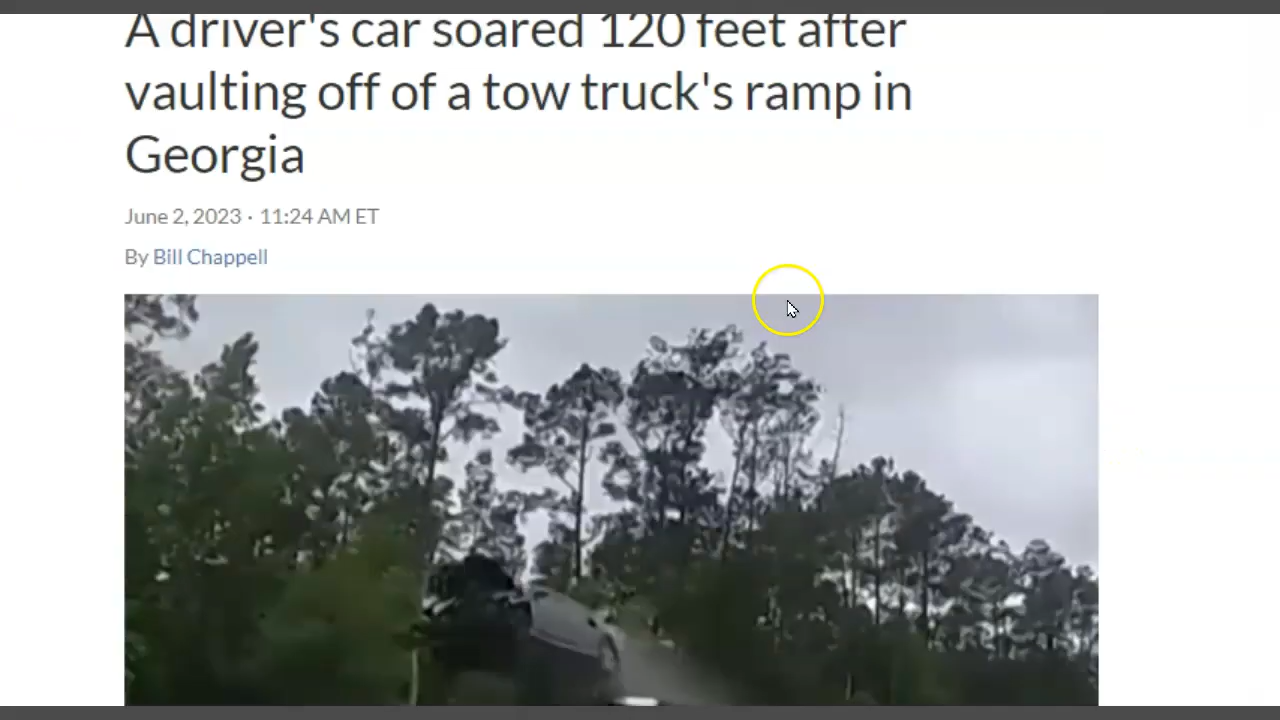 A driver's car soared 120 feet after
vaulting off of a tow truck's ramp in
Georgia
June 2, 2023 · 11:24 AM ET
By Bill Chappell